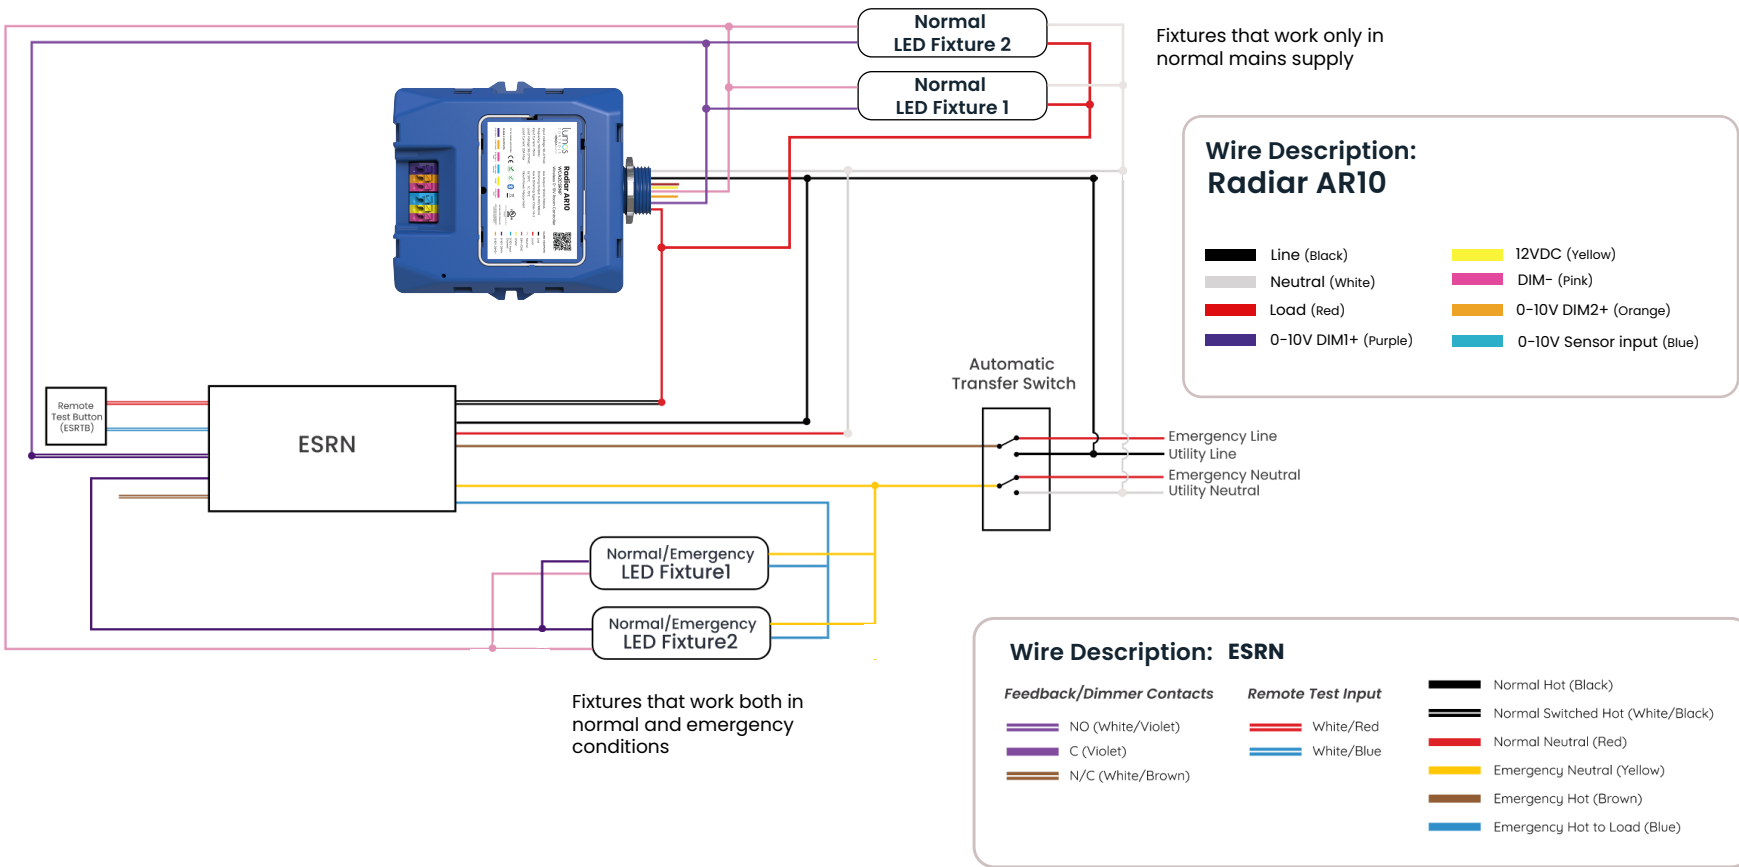 Normal
LED Fixture 2
Fixtures that work only in
normal mains supply
Normal
LED Fixture 1
lumos
Radiar AR10
Wire Description:
Radiar AR10
Line (Black)
Neutral (White)
Load (Red)
0-10V DIM1+ (Purple)
12VDC (Yellow)
DIM- (Pink)
0-10V DIM2+ (Orange)
0-10V Sensor input (Blue)
Automatic
Transfer Switch
Remote
Test Button
(ESRTB)
ESRN
Emergency Line
Utility Line
Emergency Neutral
Utility Neutral
Normal/Emergency
LED Fixture1
Normal/Emergency
LED Fixture2
Fixtures that work both in
normal and emergency
conditions
Wire Description: ESRN
Feedback/Dimmer Contacts
NO (White/Violet)
C (Violet)
N/C (White/Brown)
Remote Test Input
White/Red
White/Blue
Normal Hot (Black)
Normal Switched Hot (White/Black)
Normal Neutral (Red)
Emergency Neutral (Yellow)
Emergency Hot (Brown)
Emergency Hot to Load (Blue)